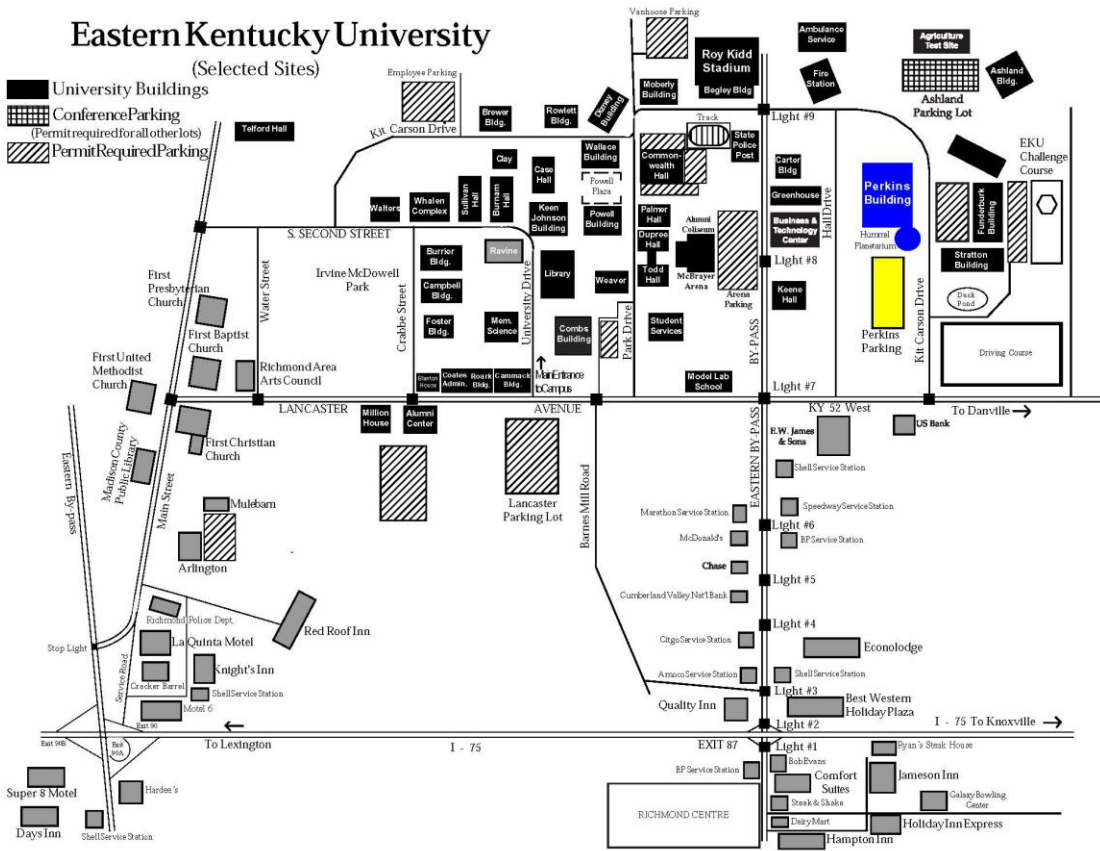 Eastern Kentucky University
(Selected Sites)
University Buildings
Conference Parking
(Permit required for all other lots)
Permit Required Parking
Vanhoose Parking
Employee Parking
Kit Carson Drive
Telford Hall
Brewer
Bldg.
Rowlett
Bldg.
Dizney
Building
Moberly
Building
Roy Kidd
Stadium
Begley Bldg
Ambulance
Service
Fire
Station
Agriculture
Test Site
Ashland
Bldg.
Ashland
Parking Lot
Light #9
Track
State
Police
Post
Clay
Case
Hall
Wallace
Building
Powell
Plaza
Common-
wealth
Hall
Carter
Bldg
Greenhouse
Business &
Technology
Center
Hall Drive
Perkins
Building
Hummel
Planetarium
EKU
Challenge
Course
Funderburk
Building
Stratton
Building
Walters
Whalen
Complex
Sullivan
Hall
Burnam
Hall
Keen
Johnson
Building
Powell
Building
Palmer
Hall
Dupree
Hall
Todd
Hall
Alumni
Coliseum
McBrayer
Arena
Arena
Parking
Light #8
S. SECOND STREET
Burrier
Bldg.
Ravine
University Drive
Library
Weaver
Keene
Hall
Perkins
Parking
Kit Carson Drive
Duck
Pond
Driving Course
First
Presbyterian
Church
Water Street
Irvine McDowell
Park
Crabbe Street
Campbell
Bldg.
Foster
Bldg.
Mem.
Science
Combs
Building
Park Drive
Student
Services
BY-PASS
First Baptist
Church
First United
Methodist
Church
Richmond Area
Arts Council
Stanton
House
Coates
Admin.
Roark
Bldg.
Cammack
Bldg.
Main Entrance
to Campus
Model Lab
School
Light #7
LANCASTER
AVENUE
KY 52 West
To Danville
Million
House
Alumni
Center
E.W. James
& Sons
US Bank
First Christian
Church
Madison County
Public Library
Main Street
Eastern By-pass
Lancaster
Parking Lot
Barnes Mill Road
EASTERN BY-PASS
Shell Service Station
Mulebarn
Arlington
Marathon Service Station
Speedway Service Station
Light #6
McDonald's
BP Service Station
Chase
Light #5
Cumberland Valley Nat'l Bank
Richmond Police Dept.
Red Roof Inn
Light #4
Citgo Service Station
Econolodge
Stop Light
La Quinta Motel
Service Road
Cracker Barrel
Knight's Inn
Shell Service Station
Amoco Service Station
Shell Service Station
Light #3
Motel 6
Quality Inn
Best Western
Holiday Plaza
Exit 90
Light #2
I - 75 To Knoxville
Exit 90B
Exit
90A
To Lexington
I - 75
EXIT 87
Light #1
Ryan's Steak House
BP Service Station
Bob Evans
Comfort
Suites
Jameson Inn
Super 8 Motel
Hardee's
Steak & Shake
Galaxy Bowling
Center
RICHMOND CENTRE
Days Inn
Shell Service Station
Dairy Mart
Holiday Inn Express
Hampton Inn